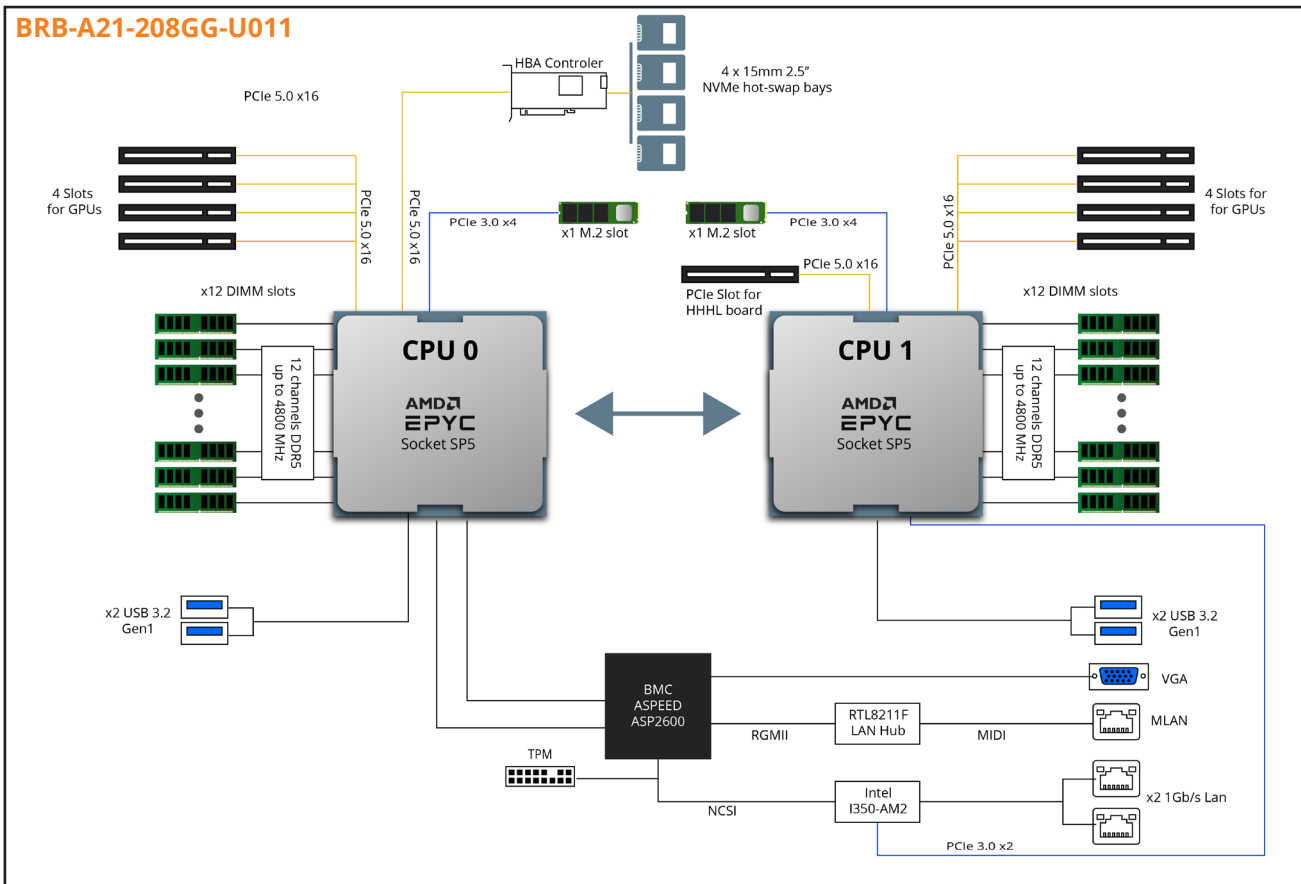 BRB-A21-208GG-U011
HBA Controler
4 x 15mm 2.5”
NVMe hot-swap bays
PCIe 5.0 x16
4 Slots
for GPUs
PCIe 5.0 x16
PCIe 5.0 x16
PCIe 3.0 x4
x1 M.2 slot
x1 M.2 slot
PCIe 3.0 x4
PCIe 5.0 x16
4 Slots for
for GPUs
PCIe 5.0 x16
PCIe Slot for
HHHL board
x12 DIMM slots
x12 DIMM slots
12 channels DDR5
up to 4800 MHz
CPU 0
AMD
EPYC
Socket SP5
CPU 1
AMD
EPYC
Socket SP5
12 channels DDR5
up to 4800 MHz
x2 USB 3.2
Gen1
x2 USB 3.2
Gen1
BMC
ASPEED
ASP2600
VGA
RGMII
RTL8211F
LAN Hub
MIDI
MLAN
TPM
NCSI
Intel
I350-AM2
x2 1Gb/s Lan
PCIe 3.0 x2